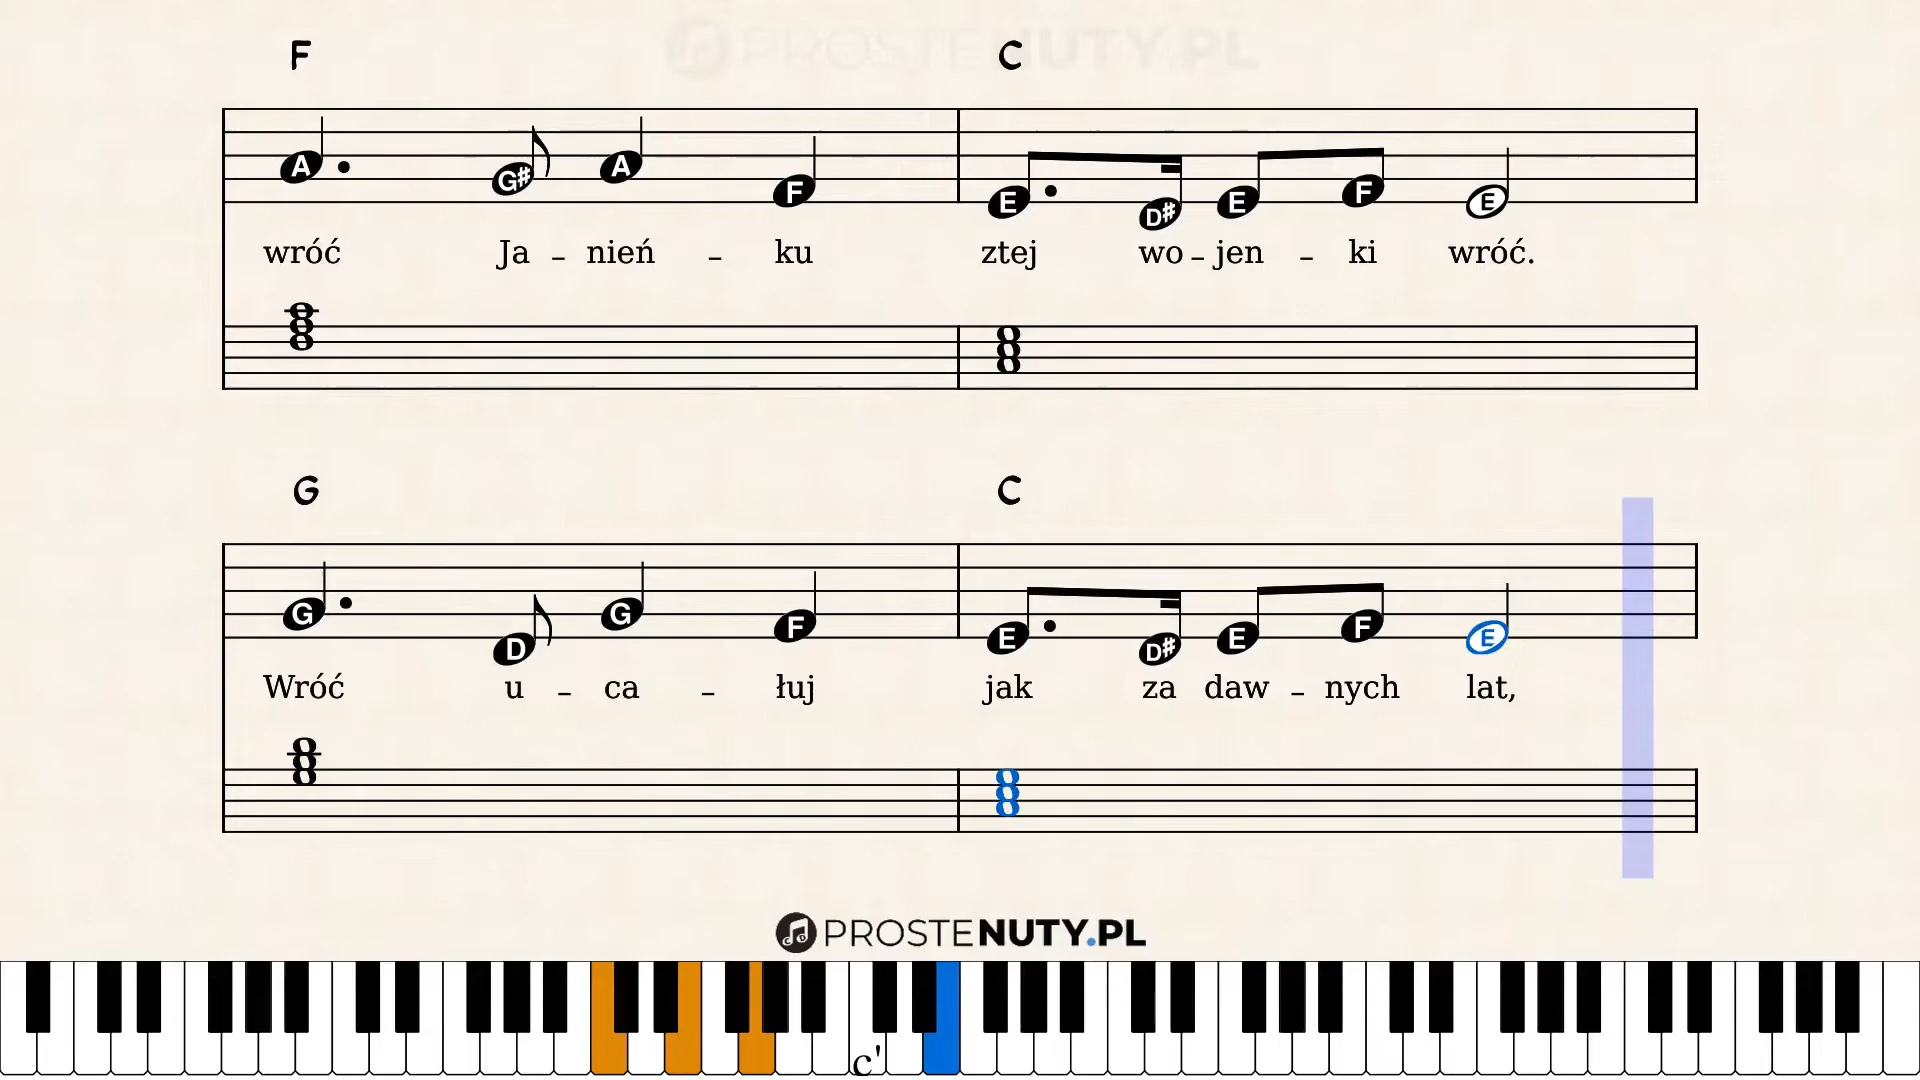 PROSTENUTY.PL
F C
A G# A F E D# E F E
wróć Ja - nień - ku ztej wo - jen - ki wróć.
G C
G D G F E D# E F E
Wróć u - ca - łuj jak za daw - nych lat,
PROSTENUTY.PL
c'